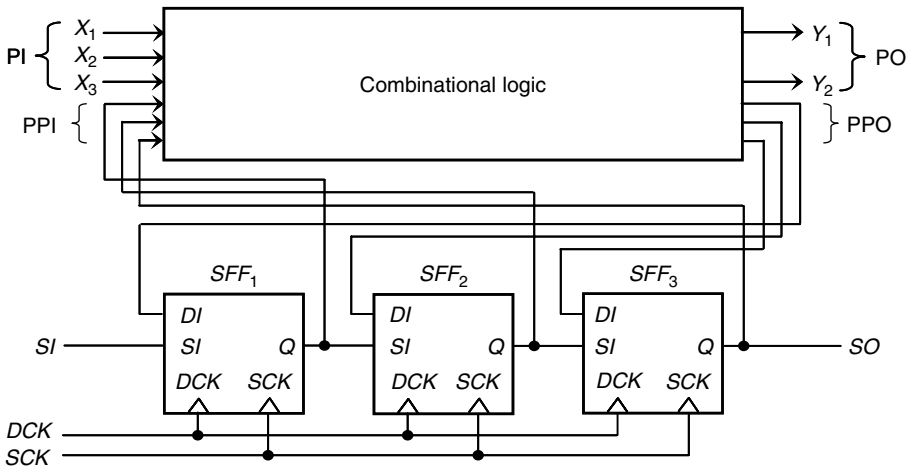 PI
X1
X2
X3
PPI
Combinational logic
Y1
Y2
PO
PPO
SFF1
SFF2
SFF3
DI
SI
Q
DCK SCK
DI
SI
Q
DCK SCK
DI
SI
Q
DCK SCK
SI
SO
DCK
SCK